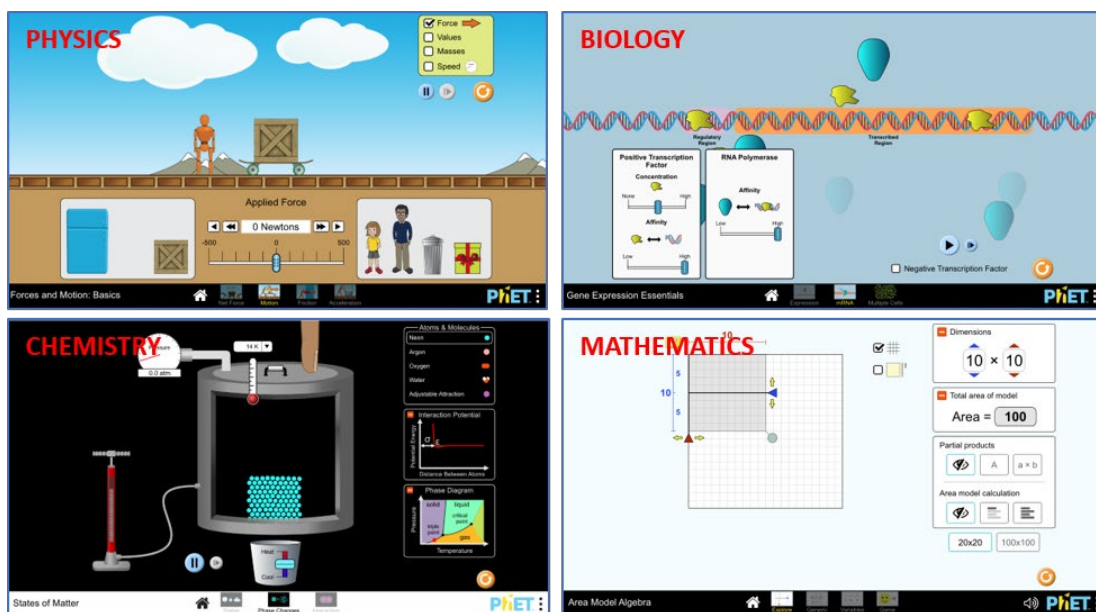 PHYSICS
Force
Values
Masses
Speed
Applied Force
0 Newtons
-500
0
500
Forces and Motion: Basics
Net Force
Motion
Friction
Acceleration
PhET
BIOLOGY
Regulatory
Region
Transcribed
Region
Positive Transcription
Factor
Concentration
None
High
Affinity
Low
High
RNA Polymerase
Affinity
Low
High
Negative Transcription Factor
Gene Expression Essentials
Expression
mRNA
Multiple Cells
PhET
CHEMISTRY
0.0 atm
14 K
Atoms & Molecules
Neon
Argon
Oxygen
Water
Adjustable Attraction
Interaction Potential
Potential Energy
σ
ε
Distance Between Atoms
Phase Diagram
Pressure
solid
liquid
critical
point
triple
point
gas
Temperature
Heat
Cool
States of Matter
States
Phase Changes
Interaction
PhET
MATHEMATICS
10
5
10
5
Dimensions
10 × 10
Total area of model
Area = 100
Partial products
A
a × b
Area model calculation
20x20
100x100
Area Model Algebra
Explore
Generic
Variables
Game
PhET